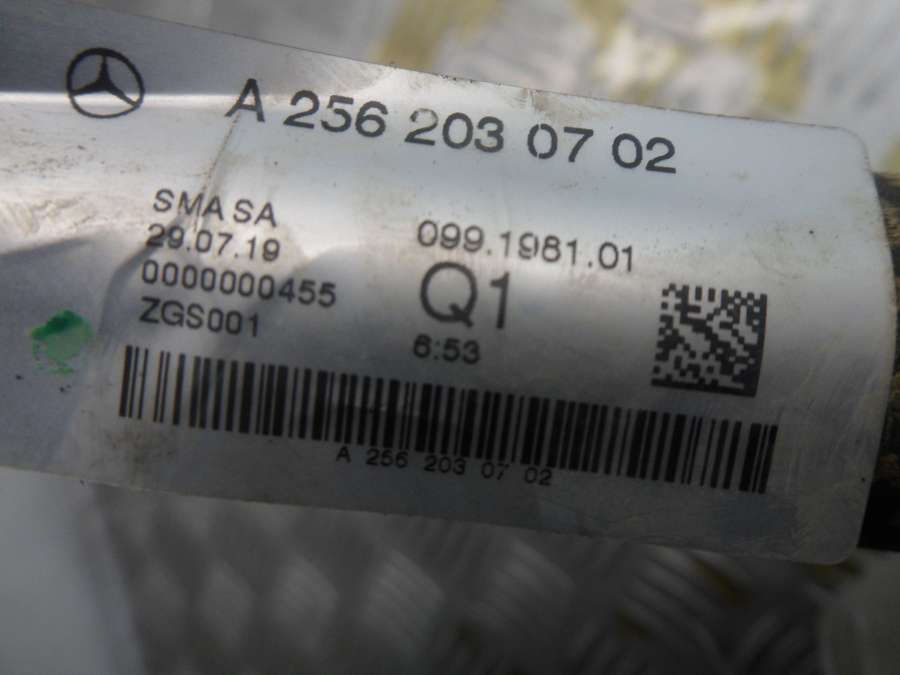 A 256 203 07 02
SMA SA
29.07.19
0000000455
ZGS001
099.1981.01
Q1
6:53
A 256 203 07 02